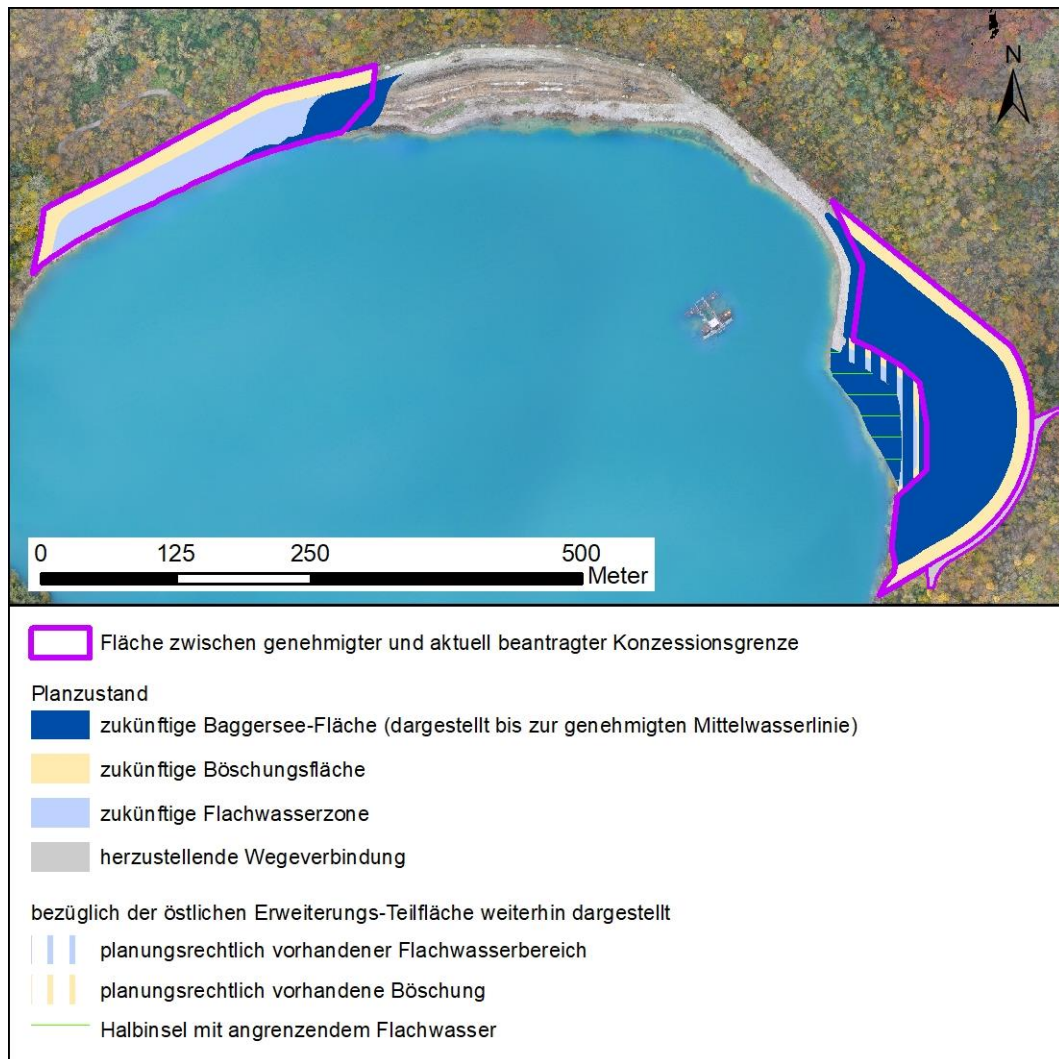 N
0 125 250 500
Meter
Fläche zwischen genehmigter und aktuell beantragter Konzessionsgrenze
Planzustand
zukünftige Baggersee-Fläche (dargestellt bis zur genehmigten Mittelwasserlinie)
zukünftige Böschungsfläche
zukünftige Flachwasserzone
herzustellende Wegeverbindung
bezüglich der östlichen Erweiterungs-Teilfläche weiterhin dargestellt
planungsrechtlich vorhandener Flachwasserbereich
planungsrechtlich vorhandene Böschung
Halbinsel mit angrenzendem Flachwasser